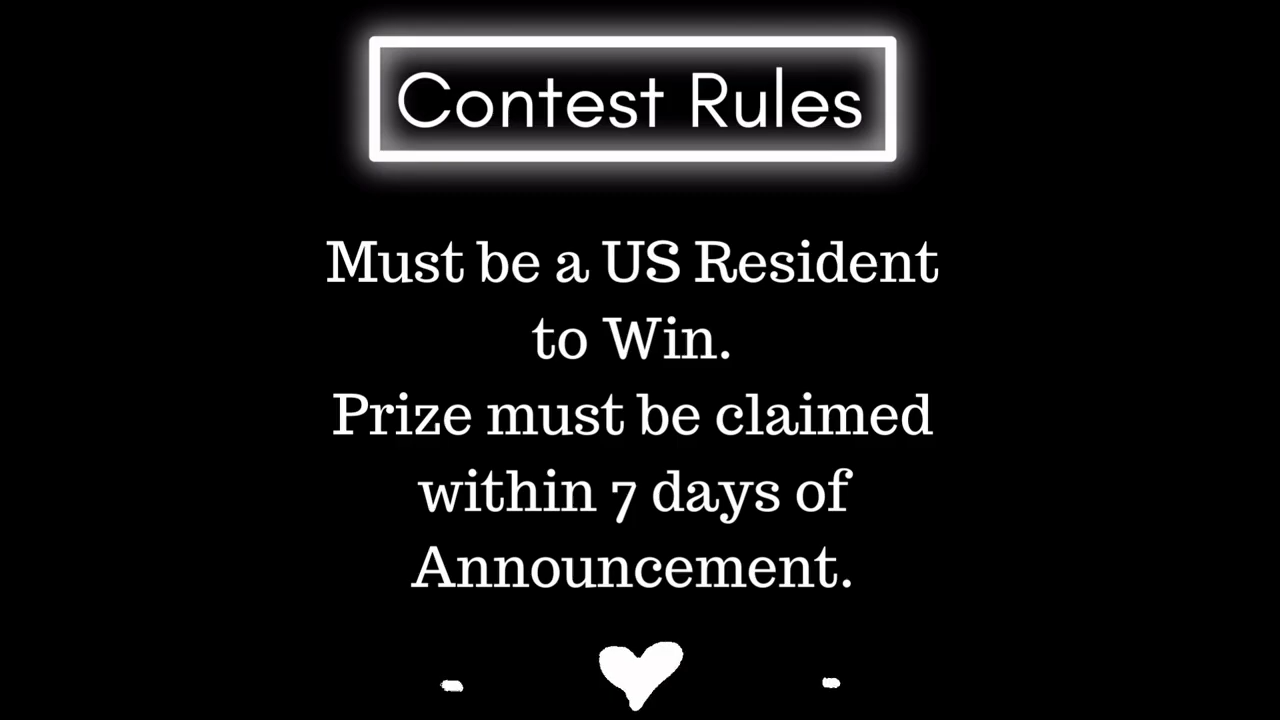 Contest Rules
Must be a US Resident
to Win.
Prize must be claimed
within 7 days of
Announcement.